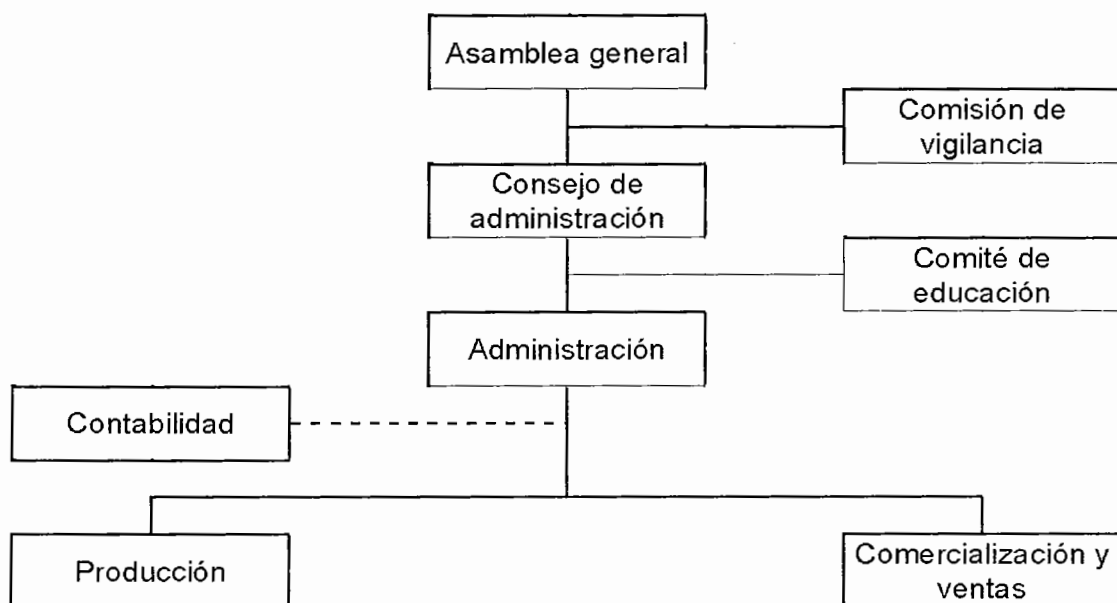 Asamblea general
Comisión de
vigilancia
Consejo de
administración
Comité de
educación
Administración
Contabilidad
Producción
Comercialización y
ventas